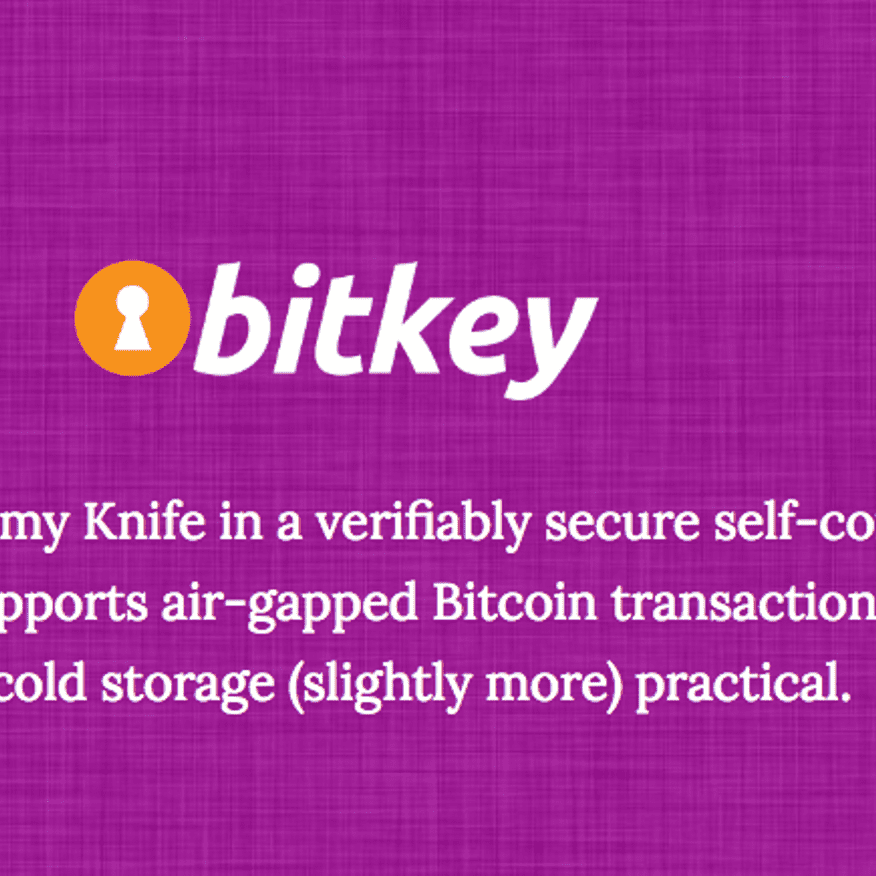 bitkey
my Knife in a verifiably secure self-co
pports air-gapped Bitcoin transaction
cold storage (slightly more) practical.